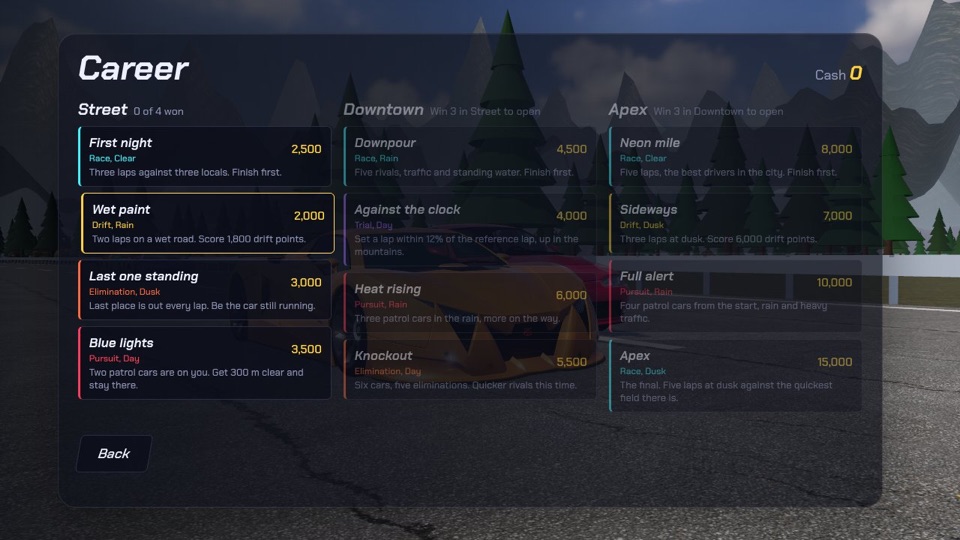 Career
Cash 0
Street 0 of 4 won
First night
2,500
Race, Clear
Three laps against three locals. Finish first.
Wet paint
2,000
Drift, Rain
Two laps on a wet road. Score 1,800 drift points.
Last one standing
3,000
Elimination, Dusk
Last place is out every lap. Be the car still running.
Blue lights
3,500
Pursuit, Day
Two patrol cars are on you. Get 300 m clear and
stay there.
Downtown Win 3 in Street to open
Downpour
4,500
Race, Rain
Five rivals, traffic and standing water. Finish first.
Against the clock
4,000
Trial, Day
Set a lap within 12% of the reference lap, up in the
mountains.
Heat rising
6,000
Pursuit, Rain
Three patrol cars in the rain, more on the way.
Knockout
5,500
Elimination, Day
Six cars, five eliminations. Quicker rivals this time.
Apex Win 3 in Downtown to open
Neon mile
8,000
Race, Clear
Five laps, the best drivers in the city. Finish first.
Sideways
7,000
Drift, Dusk
Three laps at dusk. Score 6,000 drift points.
Full alert
10,000
Pursuit, Rain
Four patrol cars from the start, rain and heavy
traffic.
Apex
15,000
Race, Dusk
The final. Five laps at dusk against the quickest
field there is.
Back